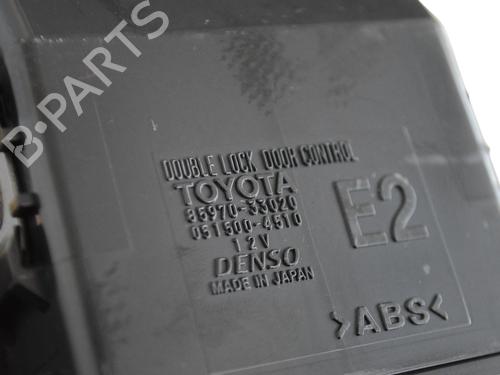 B-PARTS
DOUBLE LOCK DOOR CONTROL
TOYOTA
85970-33020
051500-4510
12V
DENSO
MADE IN JAPAN
E2
>ABS<